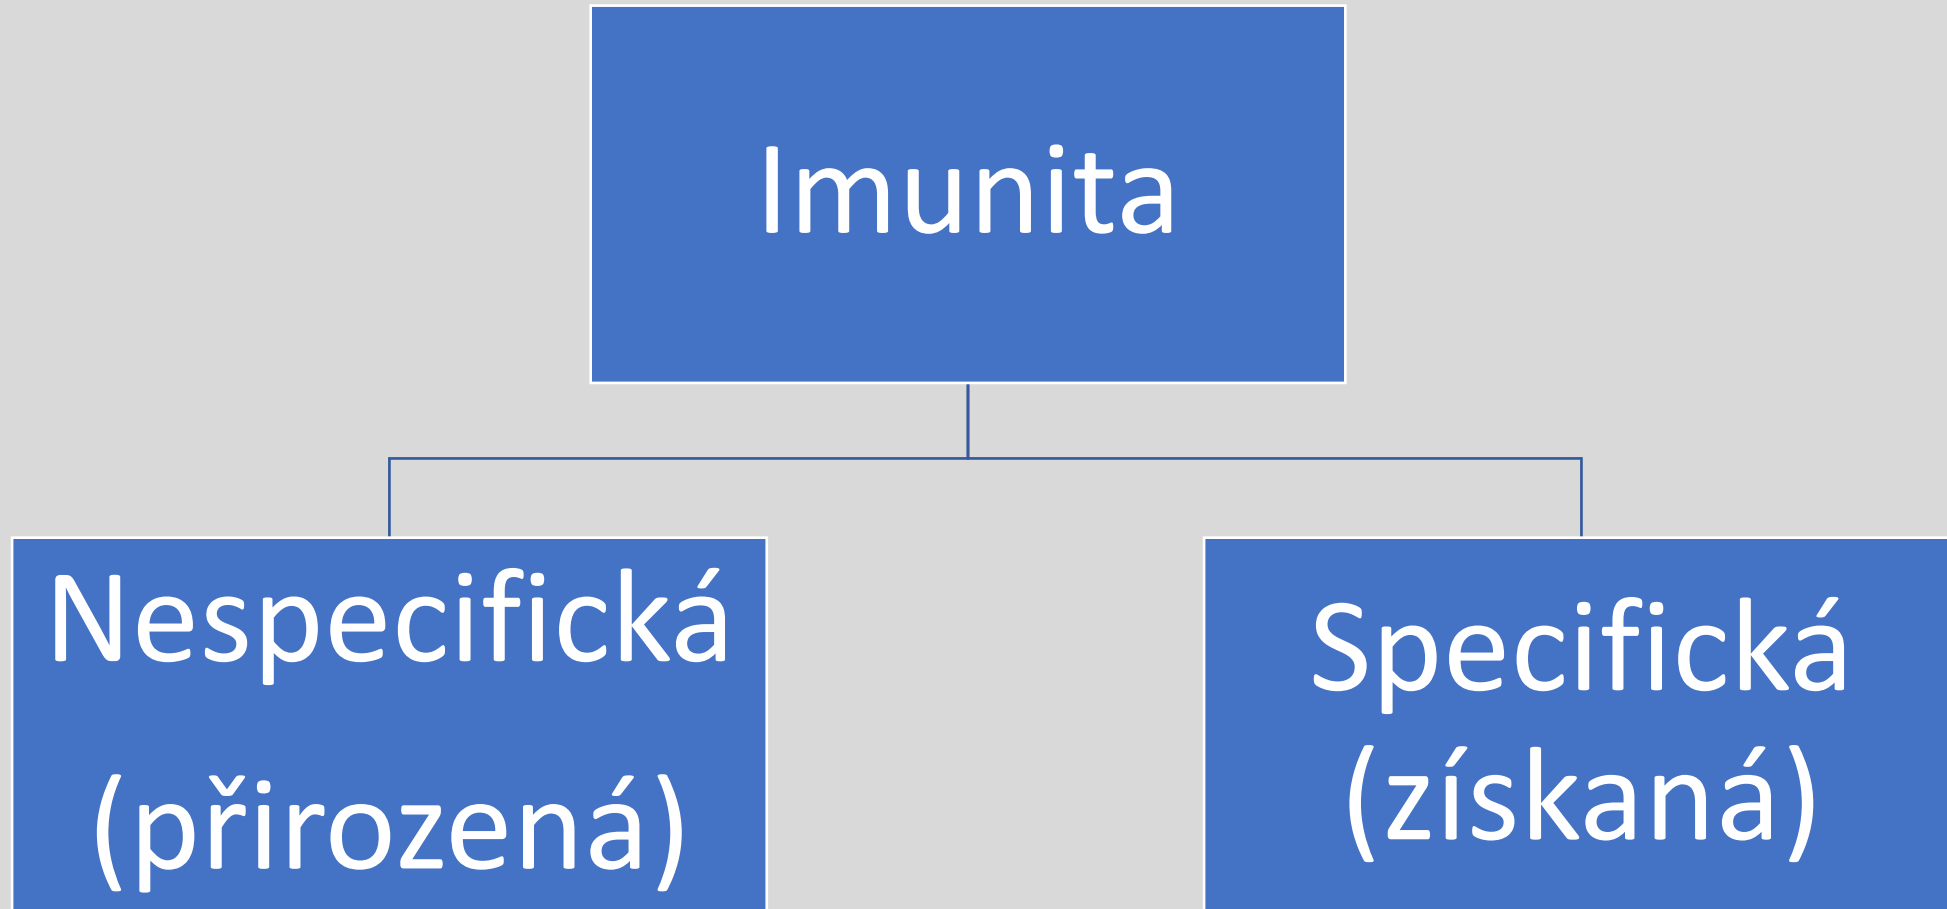 Imunita
Nespecifická
(přirozená)
Specifická
(získaná)